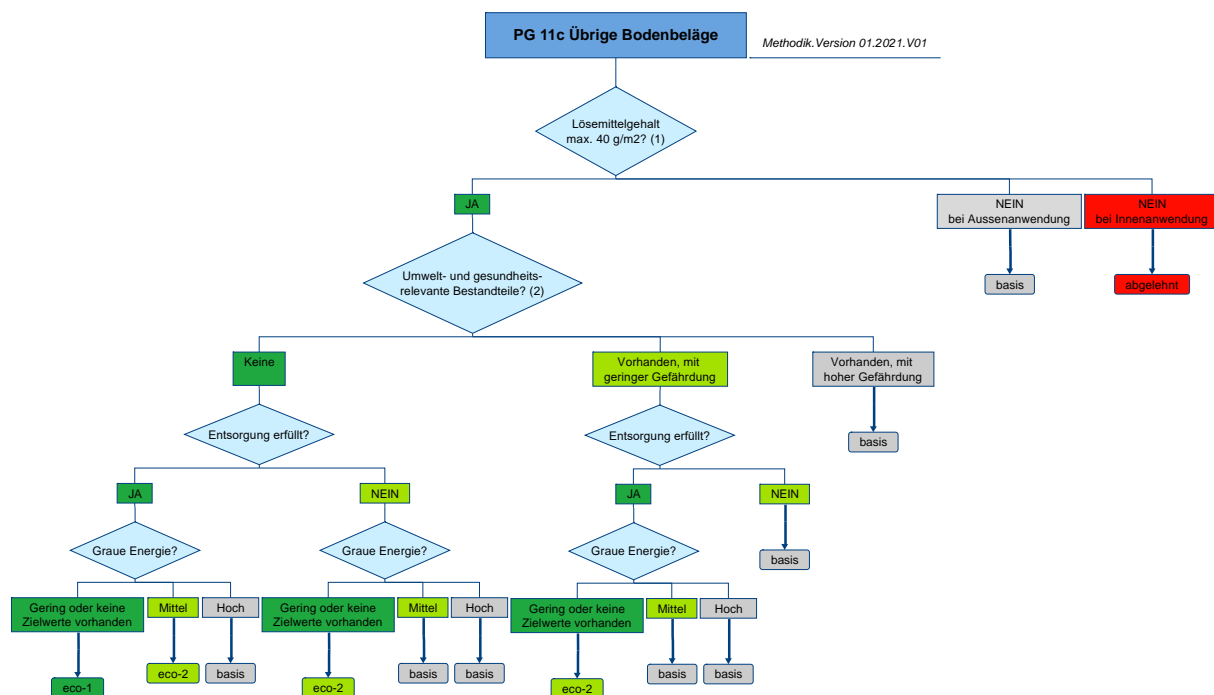 PG 11c Übrige Bodenbeläge
Methodik.Version 01.2021.V01
Lösemittelgehalt
max. 40 g/m2? (1)
JA
NEIN
bei Aussenanwendung
NEIN
bei Innenanwendung
Umwelt- und gesundheits-
relevante Bestandteile? (2)
basis
abgelehnt
Keine
Vorhanden, mit
geringer Gefährdung
Vorhanden, mit
hoher Gefährdung
Entsorgung erfüllt?
Entsorgung erfüllt?
basis
JA
NEIN
JA
NEIN
Graue Energie?
Graue Energie?
Graue Energie?
basis
Gering oder keine
Zielwerte vorhanden
Mittel
Hoch
Gering oder keine
Zielwerte vorhanden
Mittel
Hoch
Gering oder keine
Zielwerte vorhanden
Mittel
Hoch
eco-1
eco-2
basis
eco-2
basis
basis
eco-2
basis
basis